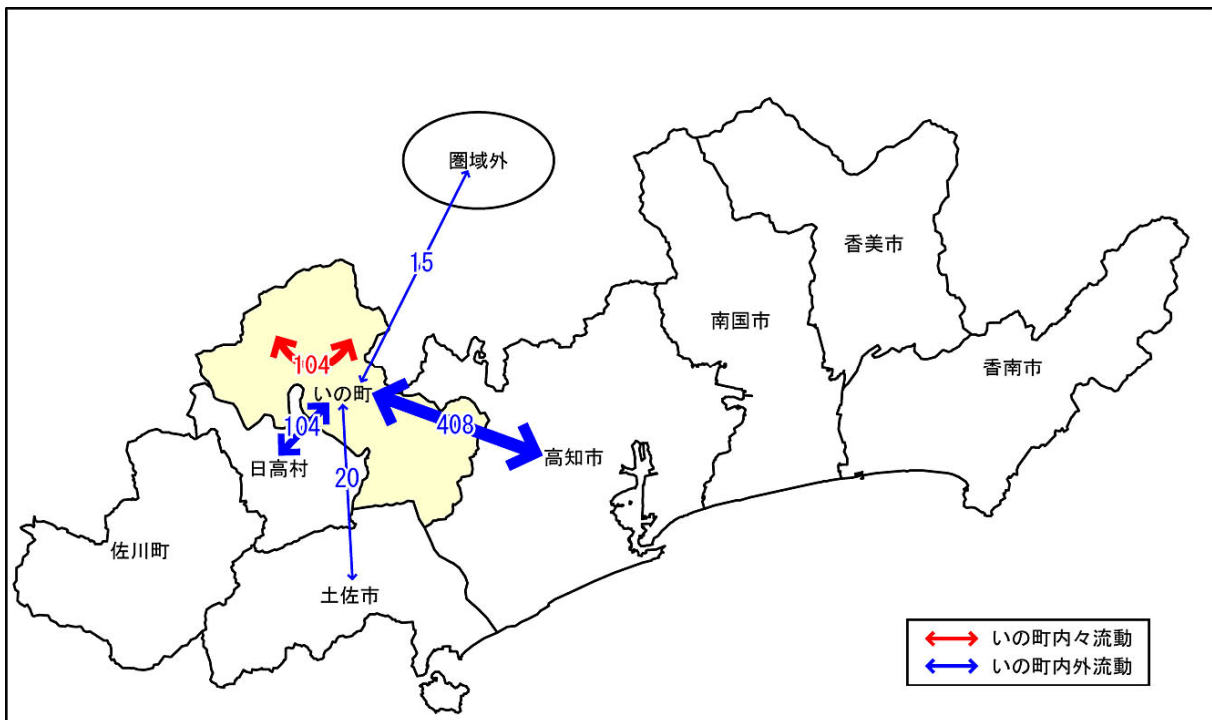 圏域外
香美市
15
南国市
104
香南市
いの町
104
408
高知市
日高村
20
佐川町
土佐市
いの町内々流動
いの町内外流動